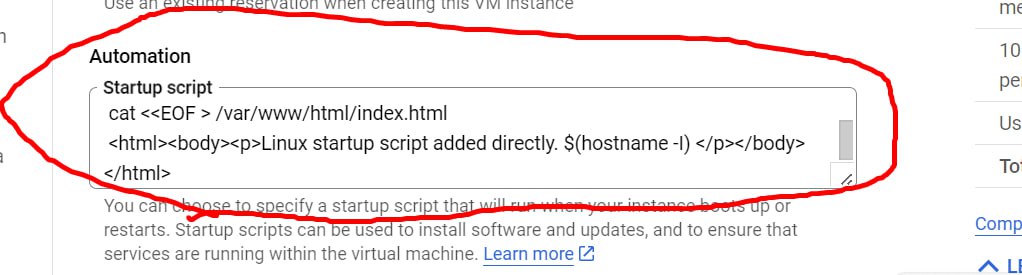 Use an existing reservation when creating this VM instance
Automation
Startup script
cat <<EOF > /var/www/html/index.html
<html><body><p>Linux startup script added directly. $(hostname -I) </p></body>
</html>
You can choose to specify a startup script that will run when your instance boots up or
restarts. Startup scripts can be used to install software and updates, and to ensure that
services are running within the virtual machine. Learn more
me
10
per
Us
Tot
Comp
LE